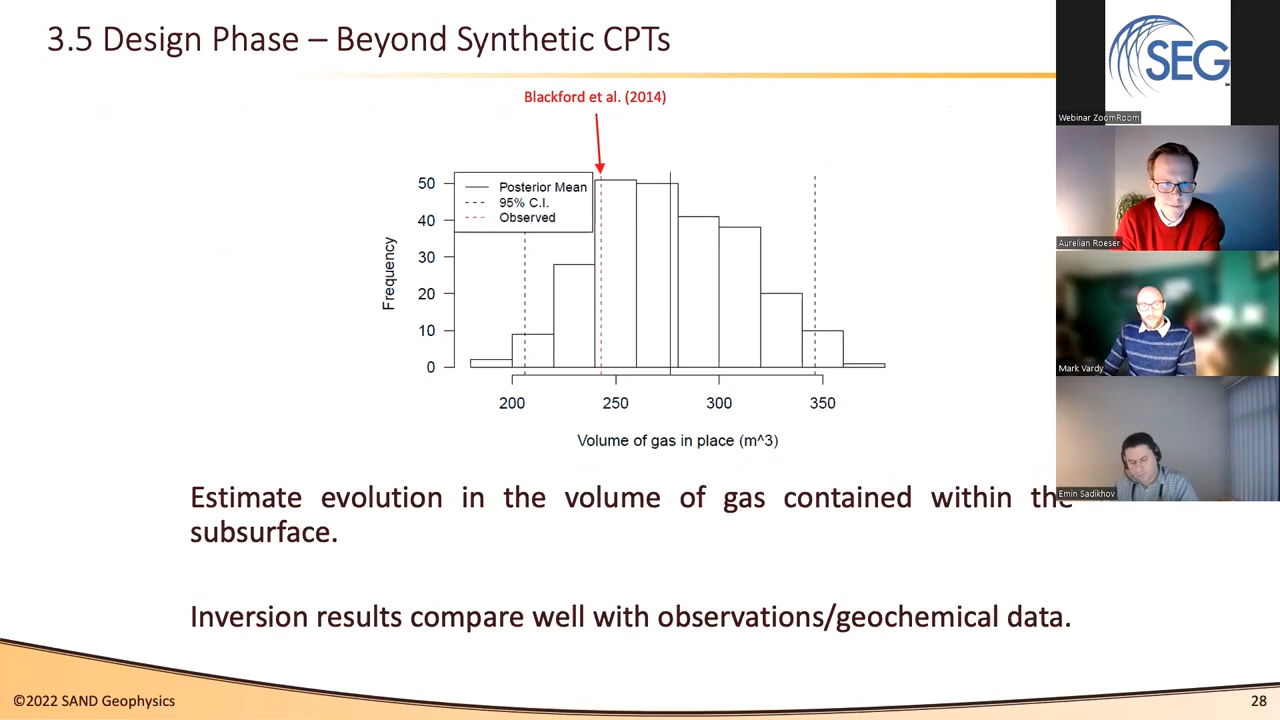 3.5 Design Phase – Beyond Synthetic CPTs
Blackford et al. (2014)
Posterior Mean
95% C.I.
Observed
50
40
30
20
10
0
Frequency
200
250
300
350
Volume of gas in place (m^3)
Estimate evolution in the volume of gas contained within the
subsurface.
Inversion results compare well with observations/geochemical data.
©2022 SAND Geophysics
28
SEG
Webinar ZoomRoom
Aurelian Roeser
Mark Vardy
Emin Sadikhov